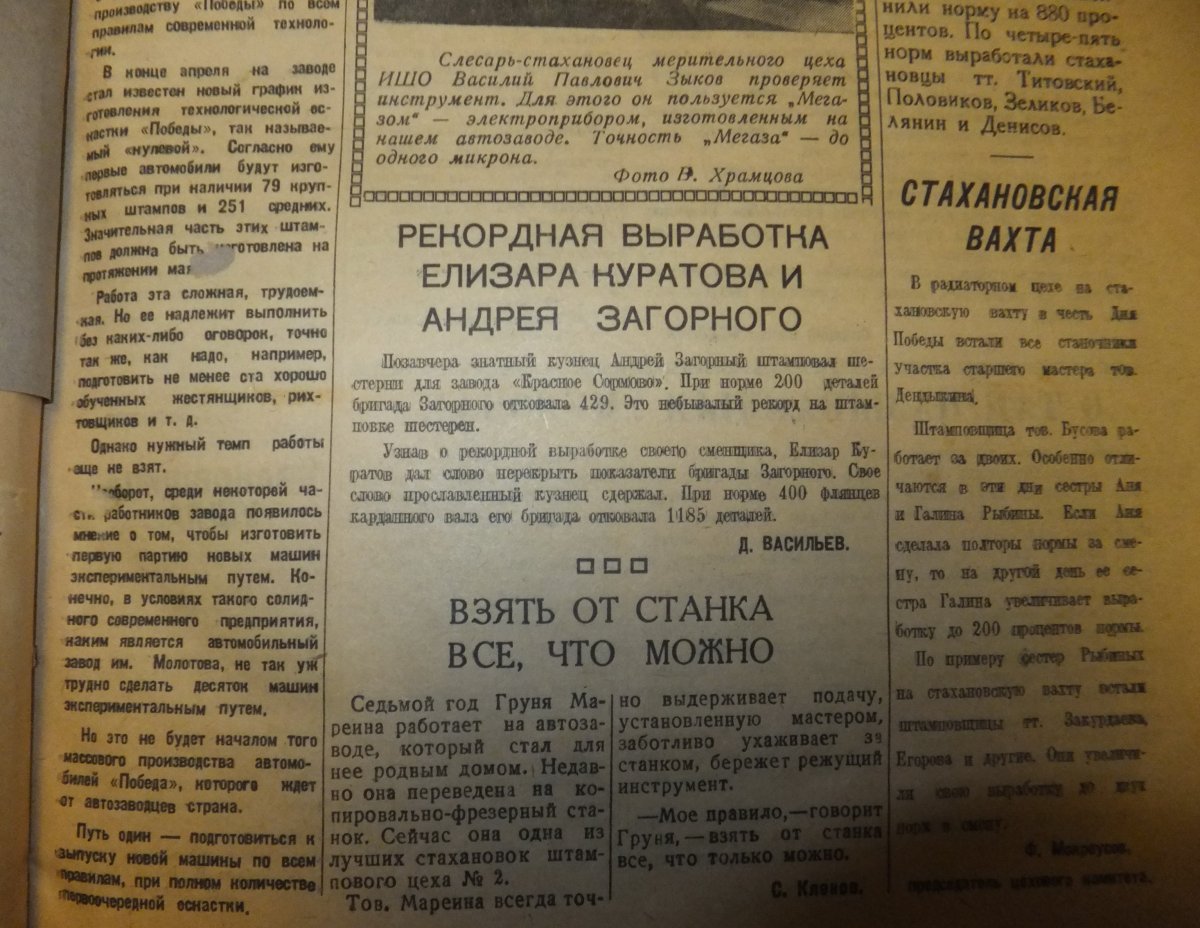 производству «Победы» по всем
правилам современной техноло-
гии.
В конце апреля на заводе
стал известен новый график из-
готовления технологической ос-
настки «Победы», так называе-
мый «нулевой». Согласно ему
первые автомобили будут изго-
товляться при наличии 79 круп-
ных штампов и 251 средних.
Значительная часть этих штам-
пов должна быть изготовлена на
протяжении мая
Работа эта сложная, трудоем-
кая. Но ее надлежит выполнить
без каких-либо оговорок, точно
так же, как надо, например,
подготовить не менее ста хорошо
обученных жестянщиков, рих-
товщиков и т. д.
Однако нужный темп работы
еще не взят.
Наоборот, среди некоторой ча-
сти работников завода появилось
мнение о том, чтобы изготовить
первую партию новых машин
экспериментальным путем. Ко-
нечно, в условиях такого солид-
ного современного предприятия,
каким является автомобильный
завод им. Молотова, не так уж
трудно сделать десяток машин
экспериментальным путем.
Но это не будет началом того
массового производства автомо-
билей «Победа», которого ждет
от автозаводцев страна.
Путь один — подготовиться к
выпуску новой машины по всем
правилам, при полном количестве
первоочередной оснастки.
Слесарь-стахановец мерительного цеха
ИШО Василий Павлович Зыков проверяет
инструмент. Для этого он пользуется „Мега-
зом“ — электроприбором, изготовленным на
нашем автозаводе. Точность „Мегаза“ — до
одного микрона.
Фото В. Храмцова
РЕКОРДНАЯ ВЫРАБОТКА
ЕЛИЗАРА КУРАТОВА И
АНДРЕЯ ЗАГОРНОГО
Позавчера знатный кузнец Андрей Загорный штамповал ше-
стерни для завода «Красное Сормово». При норме 200 деталей
бригада Загорного отковала 429. Это небывалый рекорд на штам-
повке шестерен.
Узнав о рекордной выработке своего сменщика, Елизар Ку-
ратов дал слово перекрыть показатели бригады Загорного. Свое
слово прославленный кузнец сдержал. При норме 400 флянцев
карданного вала его бригада отковала 1185 деталей.
Д. ВАСИЛЬЕВ.
ВЗЯТЬ ОТ СТАНКА
ВСЕ, ЧТО МОЖНО
Седьмой год Груня Ма-
реина работает на автоза-
воде, который стал для
нее родвым домом. Недав-
но она переведена на ко-
пировально-фрезерный ста-
нок. Сейчас она одна из
лучших стахановок штам-
пового цеха № 2.
Тов. Мареина всегда точ-
но выдерживает подачу,
установленную мастером,
заботливо ухаживает за
станком, бережет режущий
инструмент.
—Мое правило,—говорит
Груня,—взять от станка
все, что только можно.
С. Кленов.
нили норму на 880 про-
центов. По четыре-пять
норм выработали стаха-
новцы тт. Титовский,
Половиков, Зеликов, Бе-
лянин и Денисов.
СТАХАНОВСКАЯ
ВАХТА
В радиаторном цехе на ста-
хановскую вахту в честь Дня
Победы встали все станочники
участка старшего мастера тов.
Дендыкина.
Штамповщица тов. Бусова ра-
ботает за двоих. Особенно отли-
чаются в эти дни сестры Аня
и Галина Рыбины. Если Аня
сделала полторы нормы за сме-
ну, то на другой день ее се-
стра Галина увеличивает выра-
ботку до 200 процентов нормы.
По примеру сестер Рыбиных
на стахановскую вахту встали
штамповщицы тт. Закурдаева,
Егорова и другие. Они увеличи-
ли свою выработку до двух
норм в смену.
председатель цехового комитета.